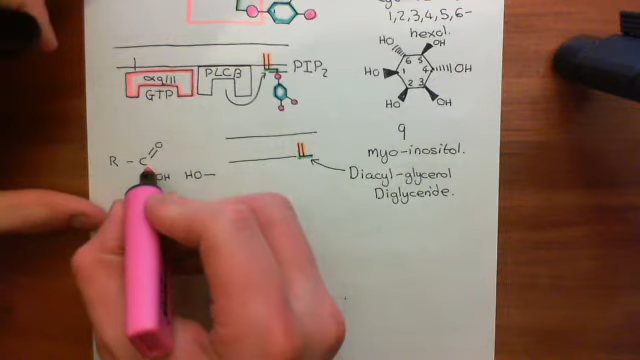 1,2,3,4,5,6-
hexol.
αq/11
GTP
PLCβ
PIP2
HO
OH
6
5
HO
1
4
OH
2
3
HO
OH
9
myo-inositol.
R - C
O
OH HO—
Diacyl-glycerol
Diglyceride.